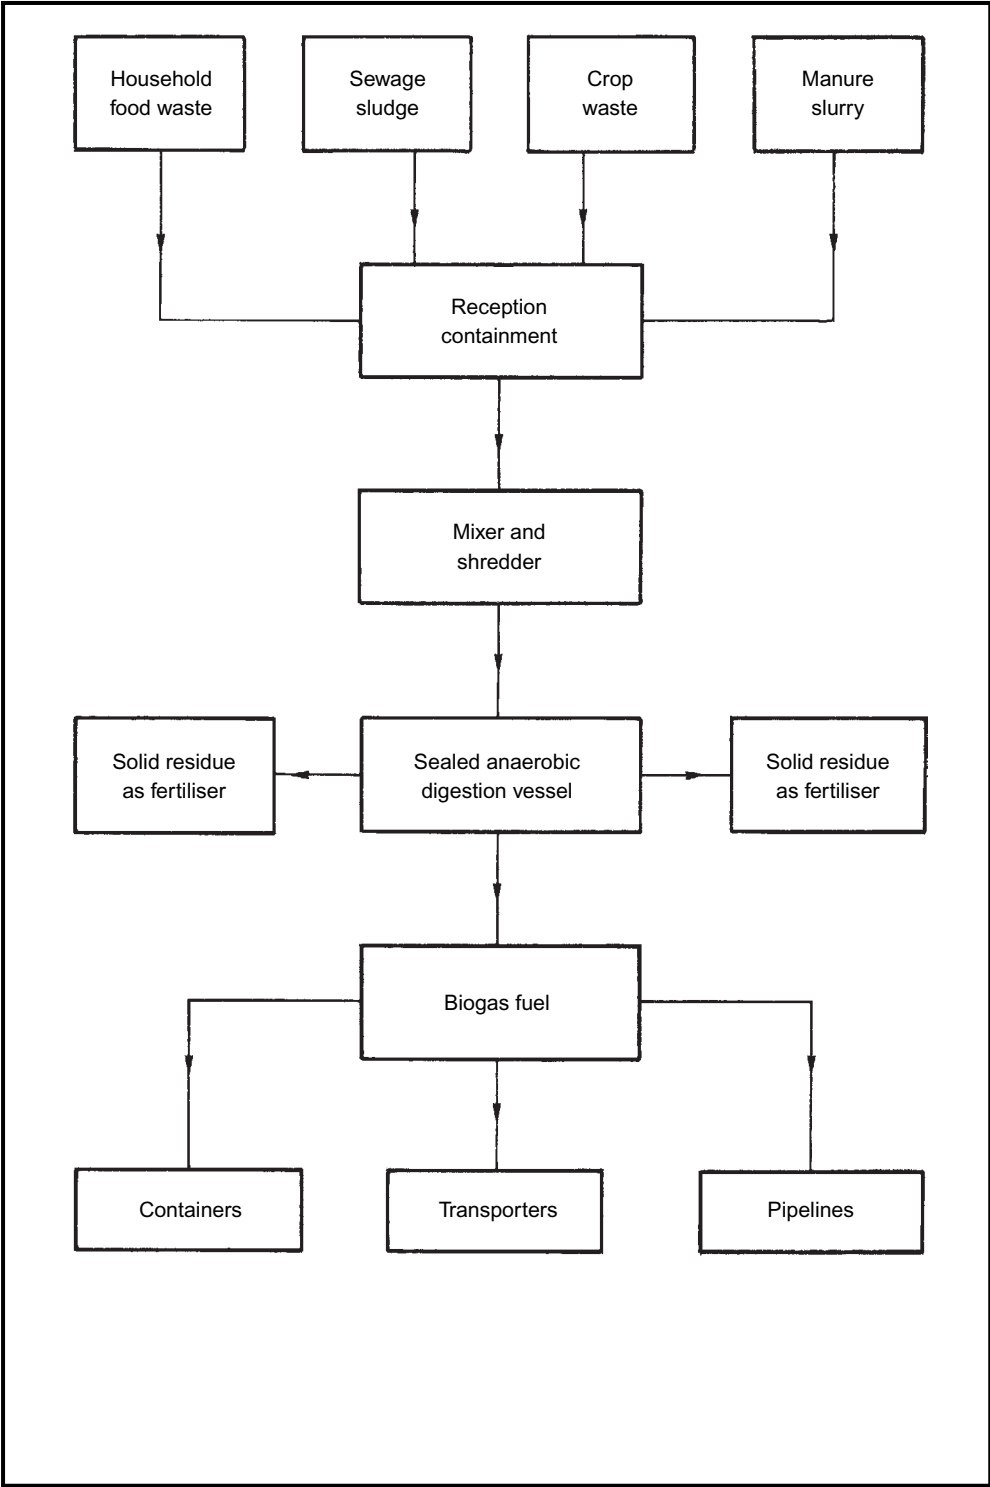 Household
food waste
Sewage
sludge
Crop
waste
Manure
slurry
Reception
containment
Mixer and
shredder
Solid residue
as fertiliser
Sealed anaerobic
digestion vessel
Solid residue
as fertiliser
Biogas fuel
Containers
Transporters
Pipelines